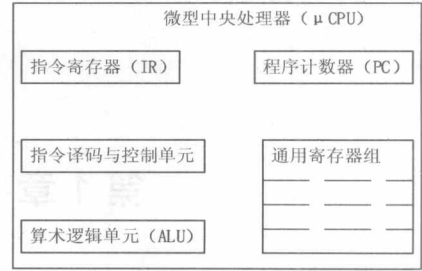 微型中央处理器（μCPU）
指令寄存器（IR）
程序计数器（PC）
指令译码与控制单元
通用寄存器组
算术逻辑单元（ALU）